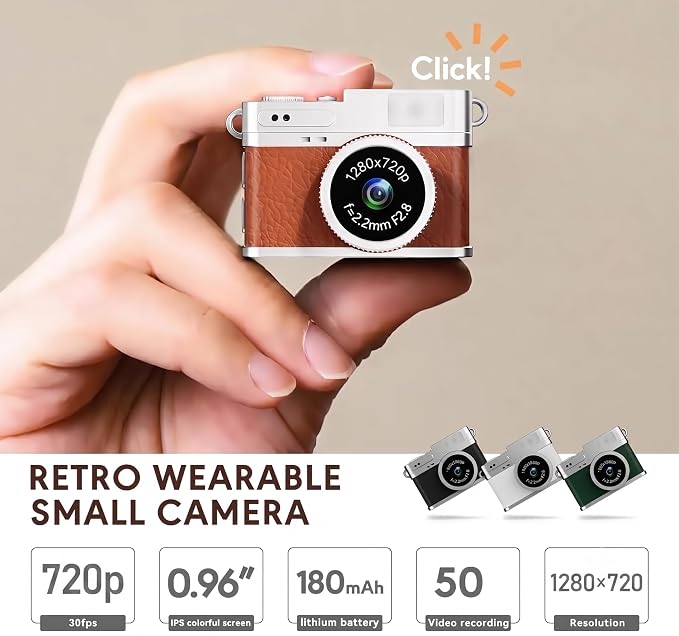 Click!
1280x720p
f=2.2mm F2.8
RETRO WEARABLE
SMALL CAMERA
720p
30fps
0.96″
IPS colorful screen
180mAh
lithium battery
50
Video recording
1280×720
Resolution